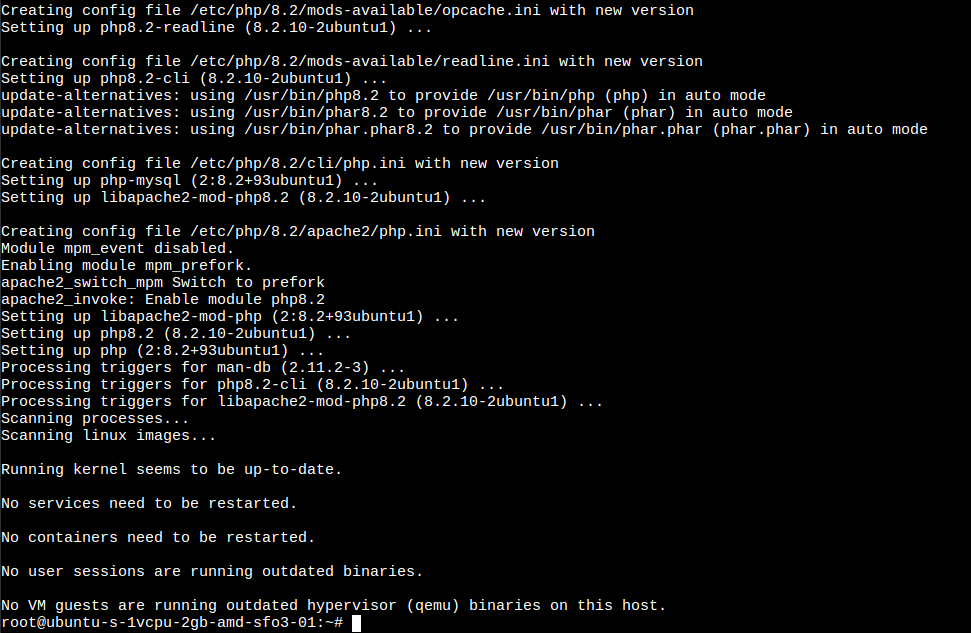 Creating config file /etc/php/8.2/mods-available/opcache.ini with new version
Setting up php8.2-readline (8.2.10-2ubuntu1) ...
Creating config file /etc/php/8.2/mods-available/readline.ini with new version
Setting up php8.2-cli (8.2.10-2ubuntu1) ...
update-alternatives: using /usr/bin/php8.2 to provide /usr/bin/php (php) in auto mode
update-alternatives: using /usr/bin/phar8.2 to provide /usr/bin/phar (phar) in auto mode
update-alternatives: using /usr/bin/phar.phar8.2 to provide /usr/bin/phar.phar (phar.phar) in auto mode
Creating config file /etc/php/8.2/cli/php.ini with new version
Setting up php-mysql (2:8.2+93ubuntu1) ...
Setting up libapache2-mod-php8.2 (8.2.10-2ubuntu1) ...
Creating config file /etc/php/8.2/apache2/php.ini with new version
Module mpm_event disabled.
Enabling module mpm_prefork.
apache2_switch_mpm Switch to prefork
apache2_invoke: Enable module php8.2
Setting up libapache2-mod-php (2:8.2+93ubuntu1) ...
Setting up php8.2 (8.2.10-2ubuntu1) ...
Setting up php (2:8.2+93ubuntu1) ...
Processing triggers for man-db (2.11.2-3) ...
Processing triggers for php8.2-cli (8.2.10-2ubuntu1) ...
Processing triggers for libapache2-mod-php8.2 (8.2.10-2ubuntu1) ...
Scanning processes...
Scanning linux images...
Running kernel seems to be up-to-date.
No services need to be restarted.
No containers need to be restarted.
No user sessions are running outdated binaries.
No VM guests are running outdated hypervisor (qemu) binaries on this host.
root@ubuntu-s-1vcpu-2gb-amd-sfo3-01:~#